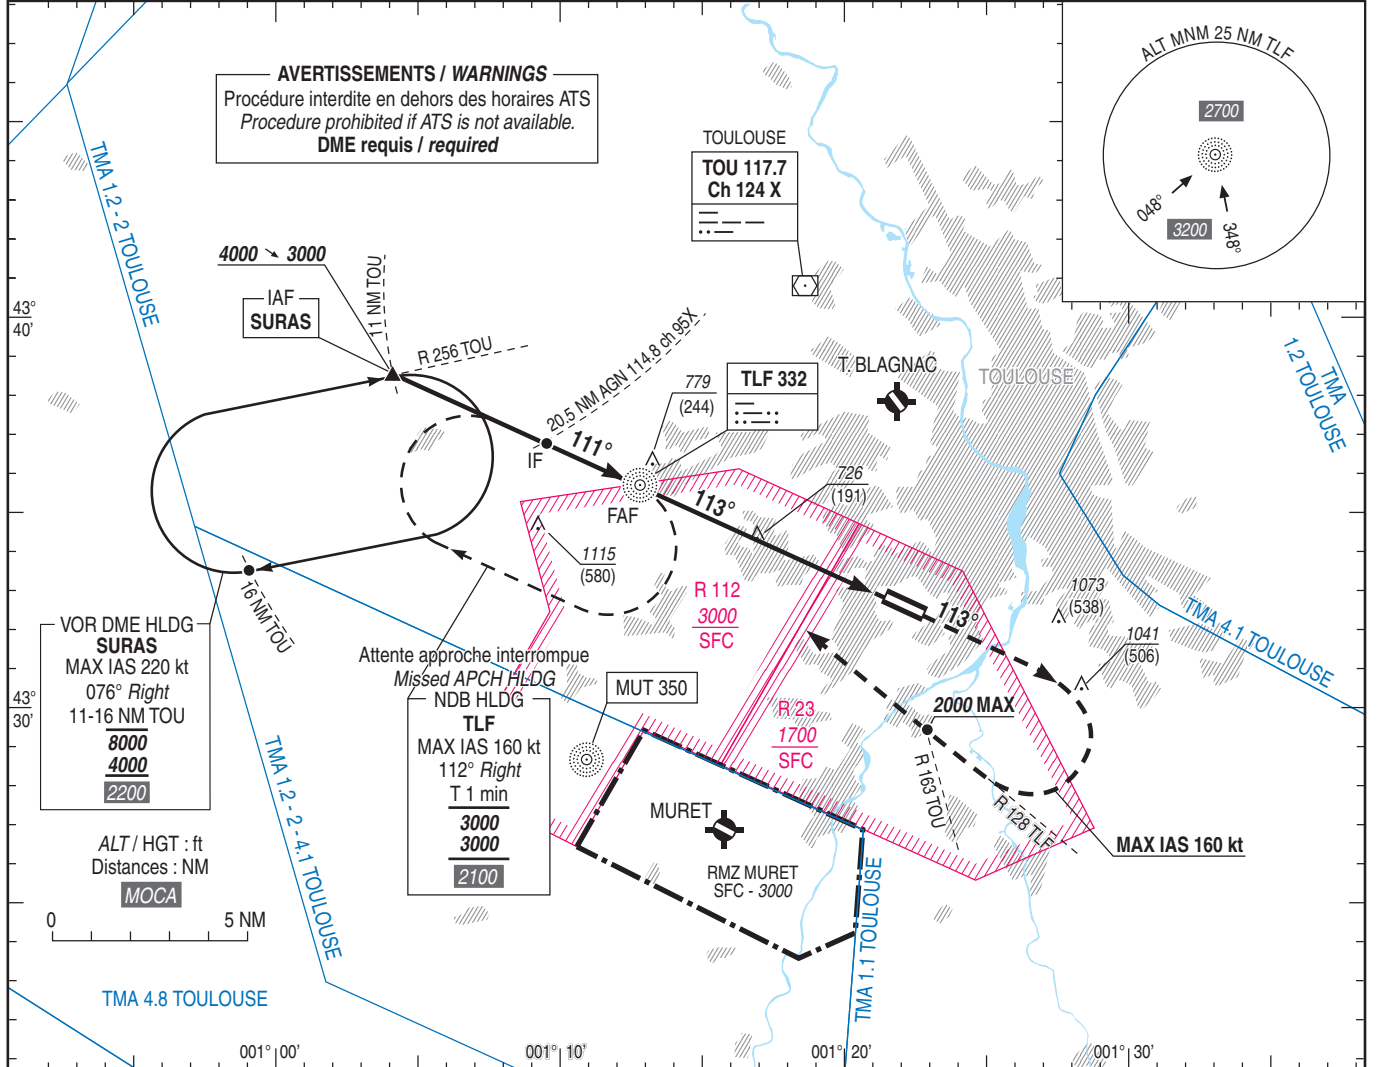 AVERTISSEMENTS / WARNINGS
Procédure interdite en dehors des horaires ATS
Procedure prohibited if ATS is not available.
DME requis / required
ALT MNM 25 NM TLF
2700
048°
3200
348°
TOULOUSE
TOU 117.7
Ch 124 X
TMA 1.2 - 2 TOULOUSE
4000 ↘ 3000
IAF
SURAS
11 NM TOU
R 256 TOU
43°
40'
20.5 NM AGN 114.8 ch 95X
779
(244)
TLF 332
T. BLAGNAC
TOULOUSE
TMA
1.2 TOULOUSE
IF
111°
FAF
113°
726
(191)
1115
(580)
R 112
3000
SFC
113°
1073
(538)
1041
(506)
TMA 4.1 TOULOUSE
16 NM TOU
VOR DME HLDG
SURAS
MAX IAS 220 kt
076° Right
11-16 NM TOU
8000
4000
2200
Attente approche interrompue
Missed APCH HLDG
NDB HLDG
TLF
MAX IAS 160 kt
112° Right
T 1 min
3000
3000
2100
MUT 350
R 23
1700
SFC
2000 MAX
43°
30'
R 163 TOU
R 128 TLF
MAX IAS 160 kt
TMA 1.2 - 2 - 4.1 TOULOUSE
MURET
RMZ MURET
SFC - 3000
TMA 1.1 TOULOUSE
ALT / HGT : ft
Distances : NM
MOCA
0 5 NM
TMA 4.8 TOULOUSE
001° 00'
001° 10'
001° 20'
001° 30'